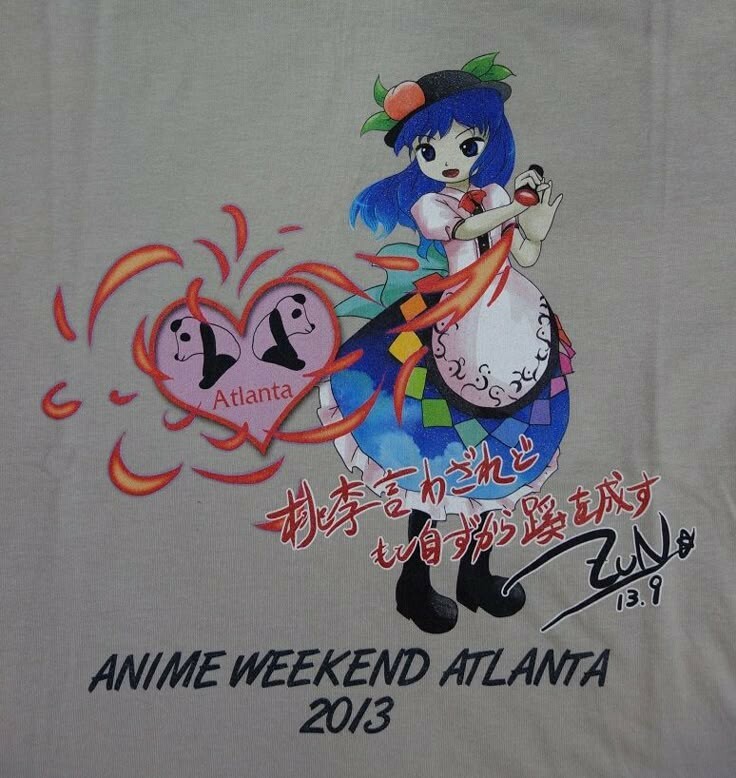 Atlanta
桃李言わざれど
も自ずから蹊を成す
ZUN
13.9
ANIME WEEKEND ATLANTA
2013